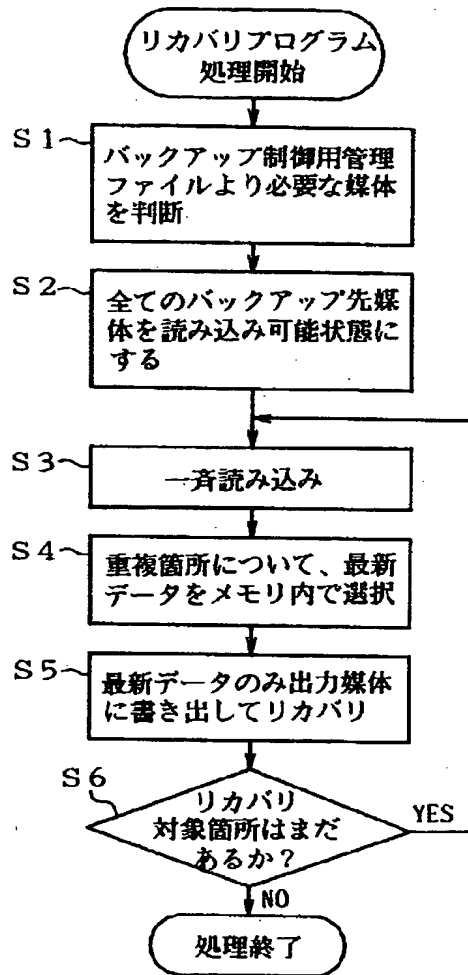 リカバリプログラム
処理開始
S1
バックアップ制御用管理
ファイルより必要な媒体
を判断
S2
全てのバックアップ先媒
体を読み込み可能状態に
する
S3
一斉読み込み
S4
重複箇所について、最新
データをメモリ内で選択
S5
最新データのみ出力媒体
に書き出してリカバリ
S6
リカバリ
対象箇所はまだ
あるか?
YES
NO
処理終了